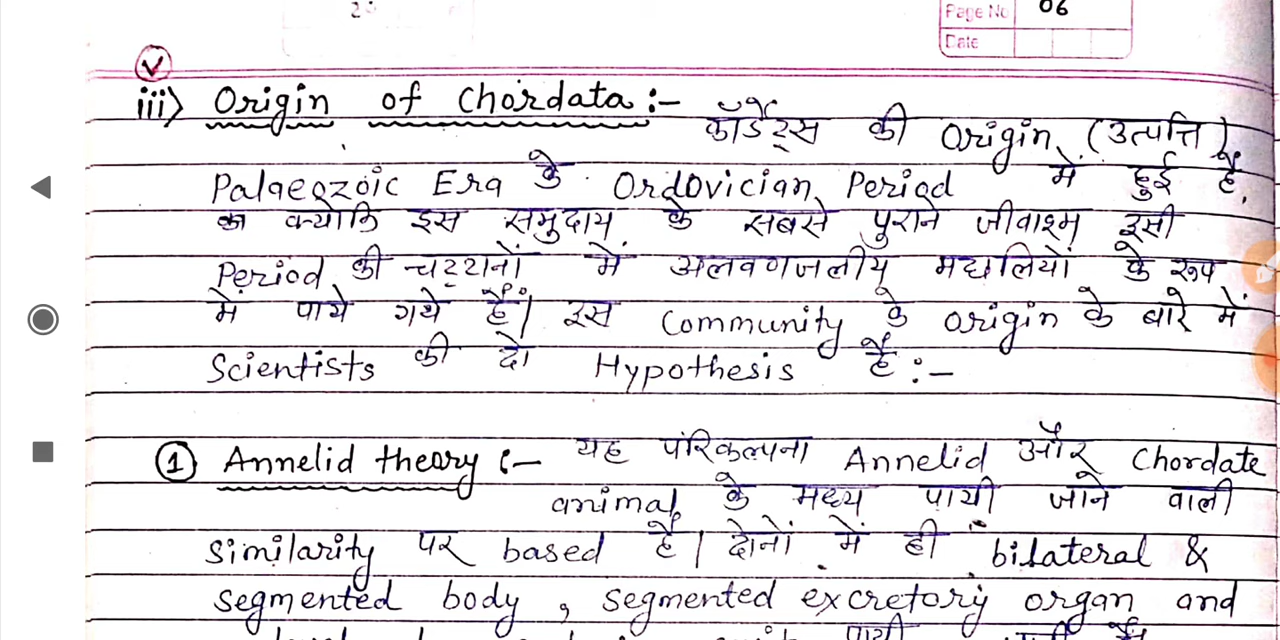 Page No 06
Date
iii> Origin of Chordata :- कॉर्डेट्स की Origin (उत्पत्ति)
Palaeozoic Era के Ordovician Period में हुई है,
क्योकि इस समुदाय के सबसे पुराने जीवाश्म इसी
Period की चट्टानों में अलवणजलीय मछलियों के रूप
में पाये गये हैं। इस Community के origin के बारे में
Scientists की दो Hypothesis है :-
① Annelid theory :- यह परिकल्पना Annelid और Chordate
animal के मध्य पायी जाने वाली
similarity पर based है। दोनों में ही bilateral &
segmented body, segmented excretory organ and